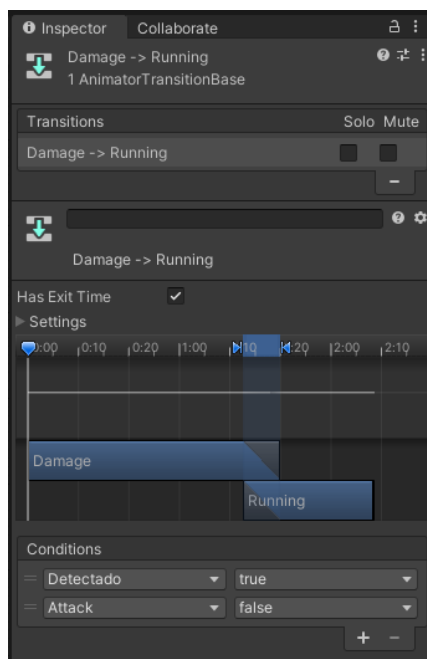 Inspector Collaborate
Damage -> Running
1 AnimatorTransitionBase
Transitions Solo Mute
Damage -> Running
Damage -> Running
Has Exit Time
Settings
0:00 0:10 0:20 1:00 1:10 1:20 2:00 2:10
Damage
Running
Conditions
Detectado true
Attack false